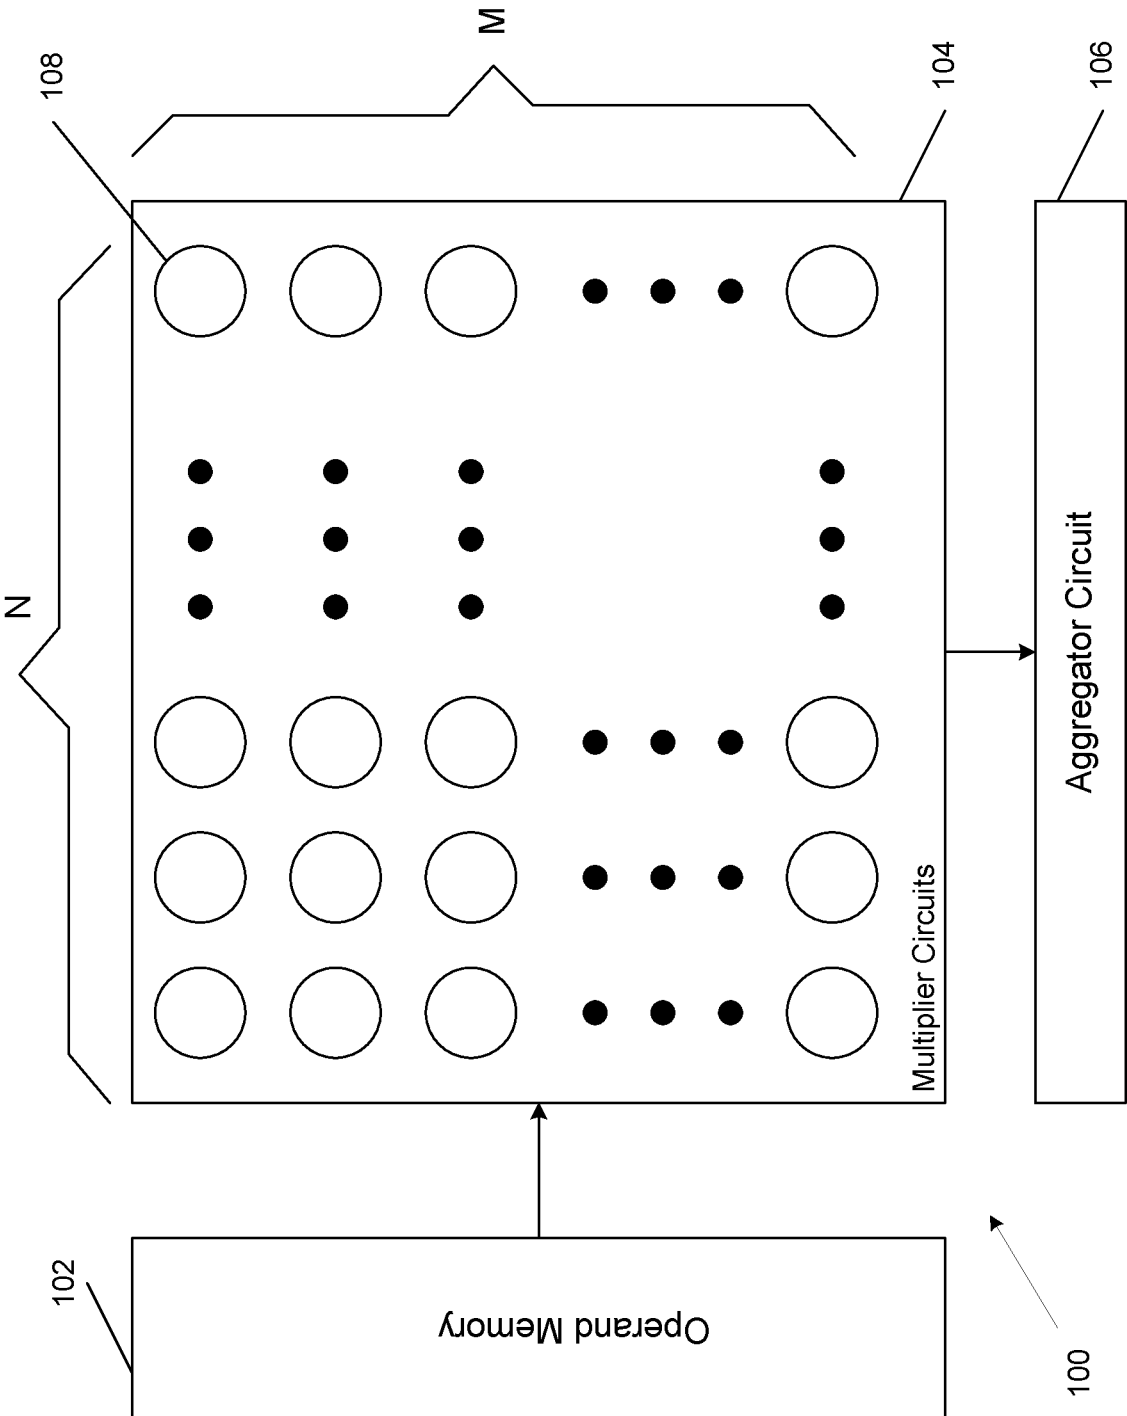 N
M
108
102
Operand Memory
Multiplier Circuits
104
Aggregator Circuit
106
100